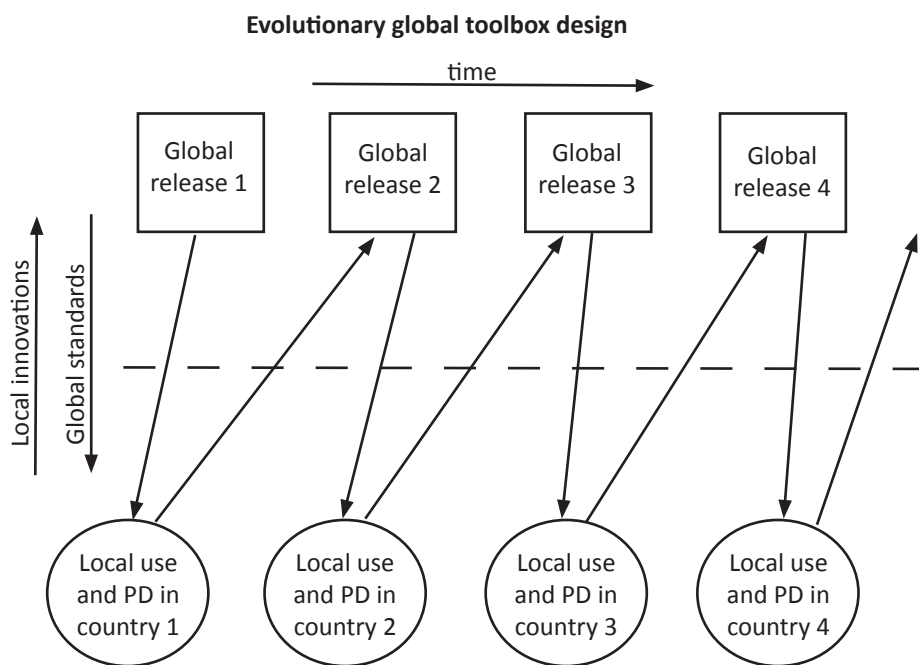 Evolutionary global toolbox design
time
Global
release 1
Global
release 2
Global
release 3
Global
release 4
Local innovations
Global standards
Local use
and PD in
country 1
Local use
and PD in
country 2
Local use
and PD in
country 3
Local use
and PD in
country 4